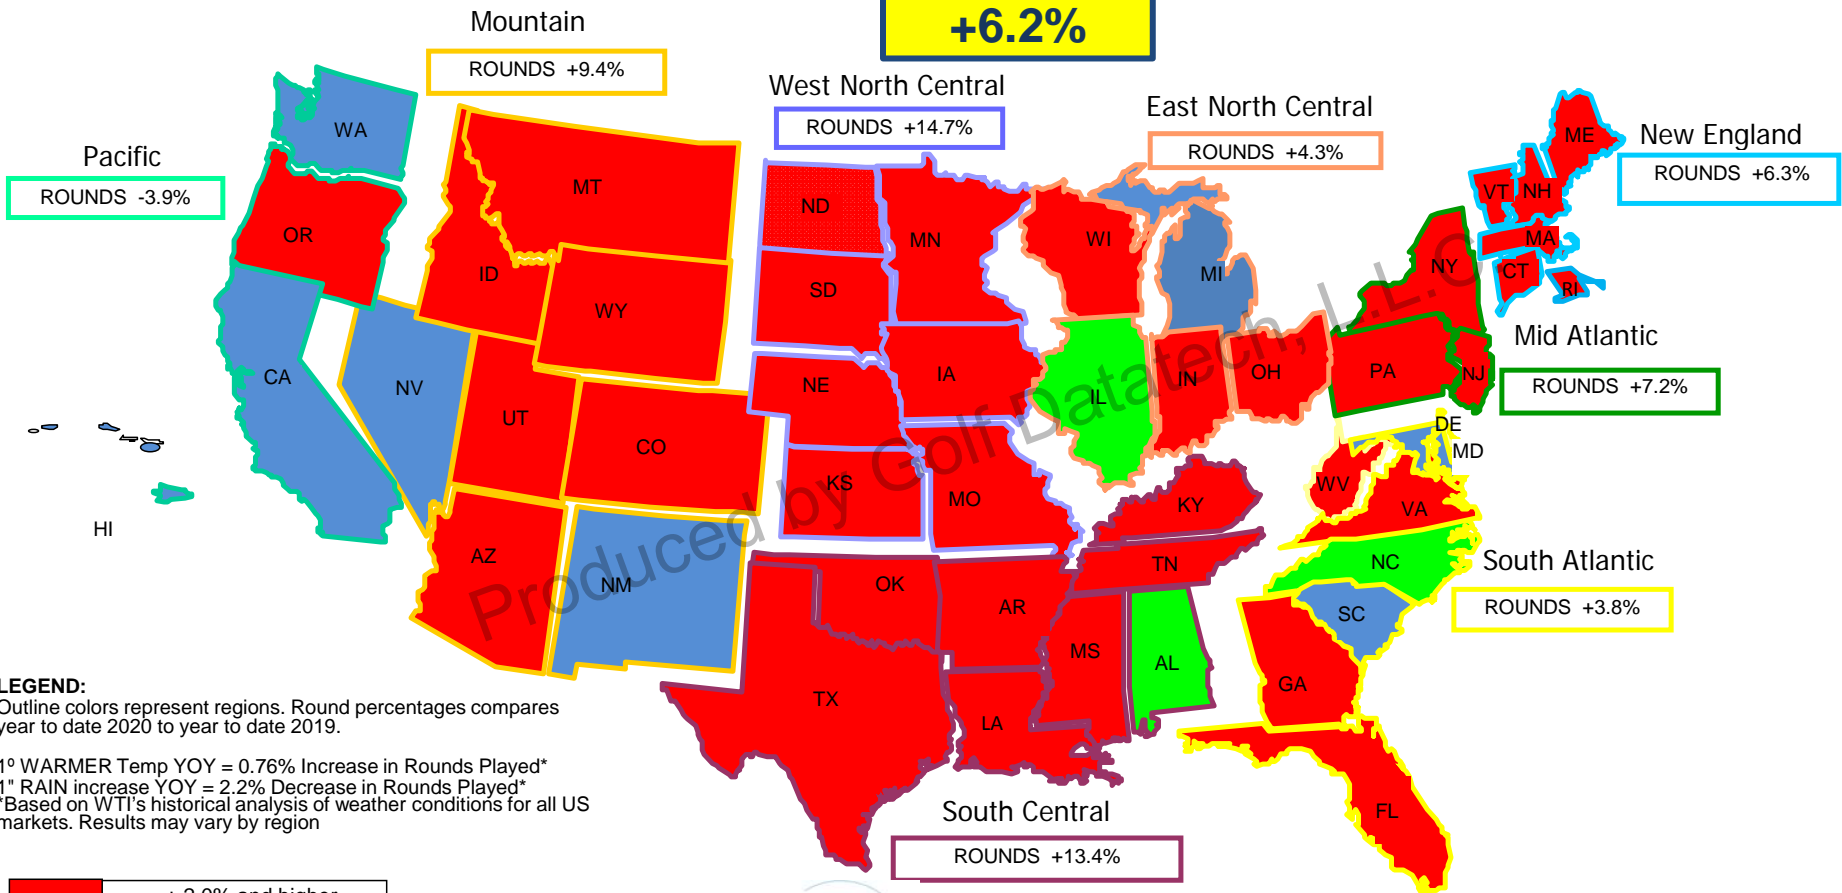 +6.2%
Mountain
ROUNDS +9.4%
West North Central
ROUNDS +14.7%
East North Central
ROUNDS +4.3%
New England
ROUNDS +6.3%
Pacific
ROUNDS -3.9%
Mid Atlantic
ROUNDS +7.2%
South Atlantic
ROUNDS +3.8%
South Central
ROUNDS +13.4%
WA
OR
CA
HI
MT
ID
WY
NV
UT
CO
AZ
NM
ND
SD
MN
NE
IA
KS
MO
WI
MI
IL
IN
OH
ME
VT
NH
MA
CT
RI
NY
PA
NJ
DE
MD
WV
VA
NC
SC
GA
FL
KY
TN
OK
AR
MS
AL
TX
LA
Produced by Golf Datatech, L.L.C
LEGEND:
Outline colors represent regions. Round percentages compares
year to date 2020 to year to date 2019.
1º WARMER Temp YOY = 0.76% Increase in Rounds Played*
1" RAIN increase YOY = 2.2% Decrease in Rounds Played*
*Based on WTI's historical analysis of weather conditions for all US
markets. Results may vary by region
and higher